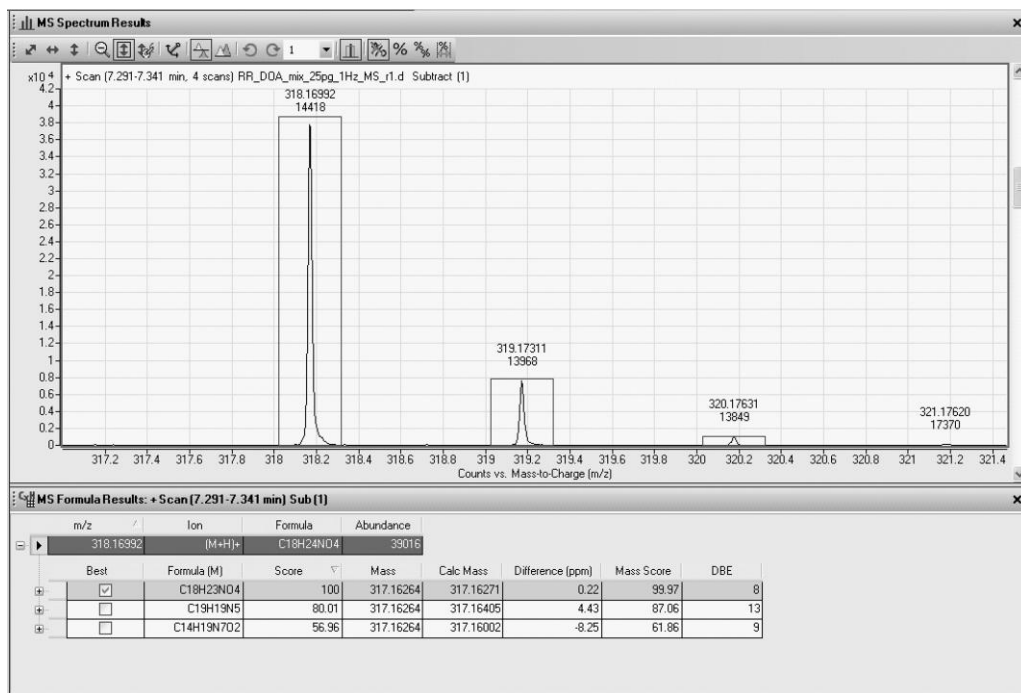 MS Spectrum Results
1
x10 4 + Scan (7.291-7.341 min, 4 scans) RR_DOA_mix_25pg_1Hz_MS_r1.d Subtract (1)
4.2
4
3.8
3.6
3.4
3.2
3
2.8
2.6
2.4
2.2
2
1.8
1.6
1.4
1.2
1
0.8
0.6
0.4
0.2
0
318.16992
14418
319.17311
13968
320.17631
13849
321.17620
17370
317.2 317.4 317.6 317.8 318 318.2 318.4 318.6 318.8 319 319.2 319.4 319.6 319.8 320 320.2 320.4 320.6 320.8 321 321.2 321.4
Counts vs. Mass-to-Charge (m/z)
MS Formula Results: + Scan (7.291-7.341 min) Sub (1)
m/z Ion Formula Abundance
318.16992 (M+H)+ C18H24NO4 39016
Best Formula (M) Score Mass Calc Mass Difference (ppm) Mass Score DBE
C18H23NO4 100 317.16264 317.16271 0.22 99.97 8
C19H19N5 80.01 317.16264 317.16405 4.43 87.06 13
C14H19N7O2 56.96 317.16264 317.16002 -8.25 61.86 9